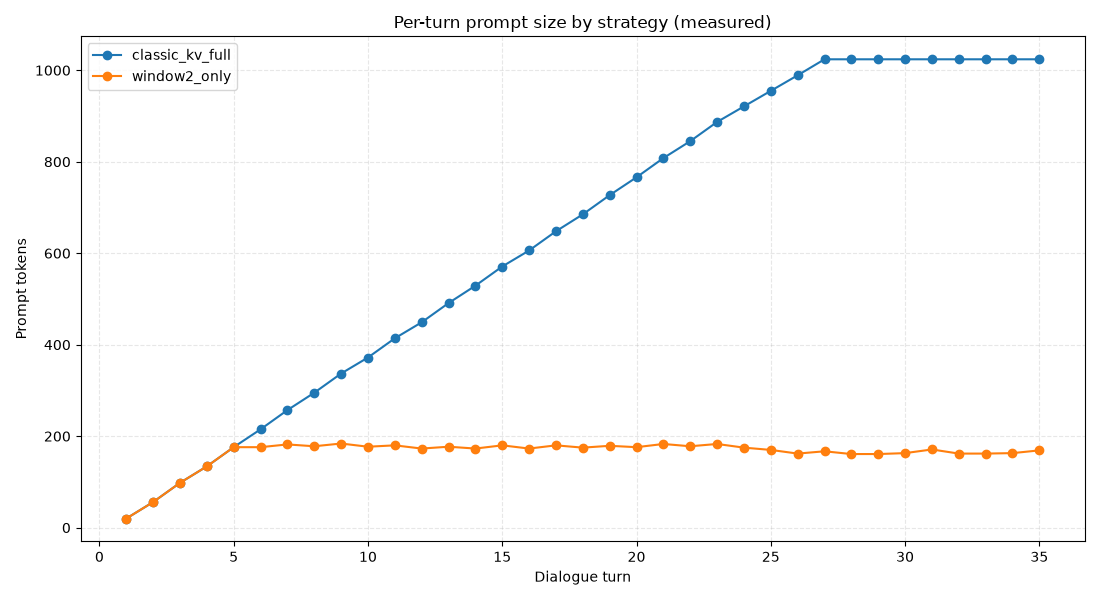 Per-turn prompt size by strategy (measured)
classic_kv_full
window2_only
Prompt tokens
1000
800
600
400
200
0
0 5 10 15 20 25 30 35
Dialogue turn